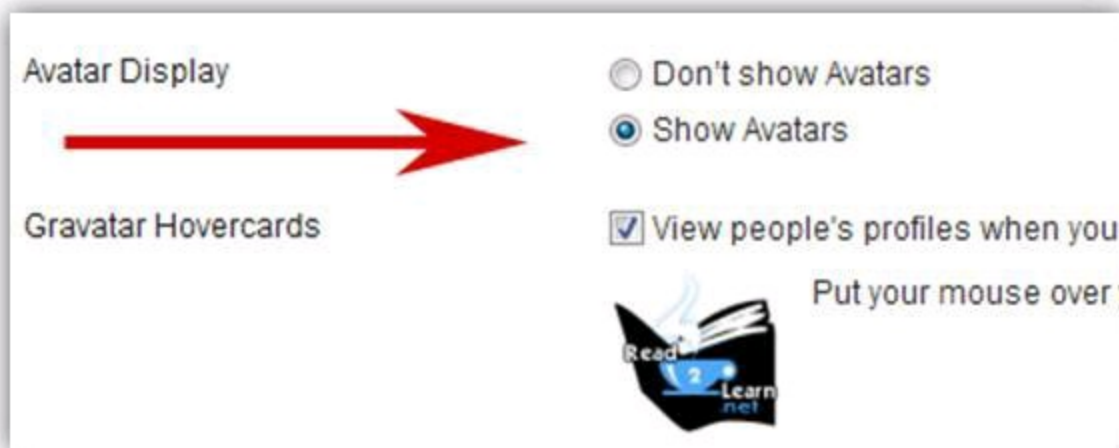 Avatar Display
Don't show Avatars
Show Avatars
Gravatar Hovercards
View people's profiles when you
Put your mouse over
Read
2
Learn
.net